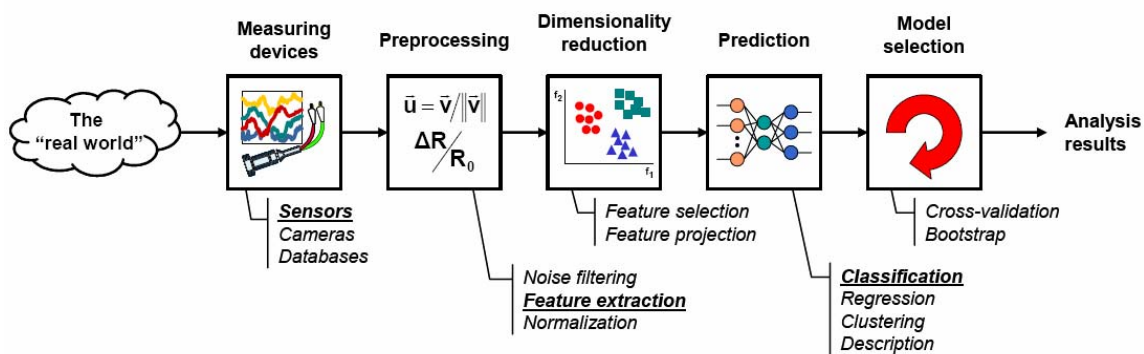 Measuring
devices
Preprocessing
Dimensionality
reduction
Prediction
Model
selection
The
“real world”
u⃗ = v⃗/‖v⃗‖
ΔR/R₀
f₂
f₁
Analysis
results
Sensors
Cameras
Databases
Noise filtering
Feature extraction
Normalization
Feature selection
Feature projection
Classification
Regression
Clustering
Description
Cross-validation
Bootstrap